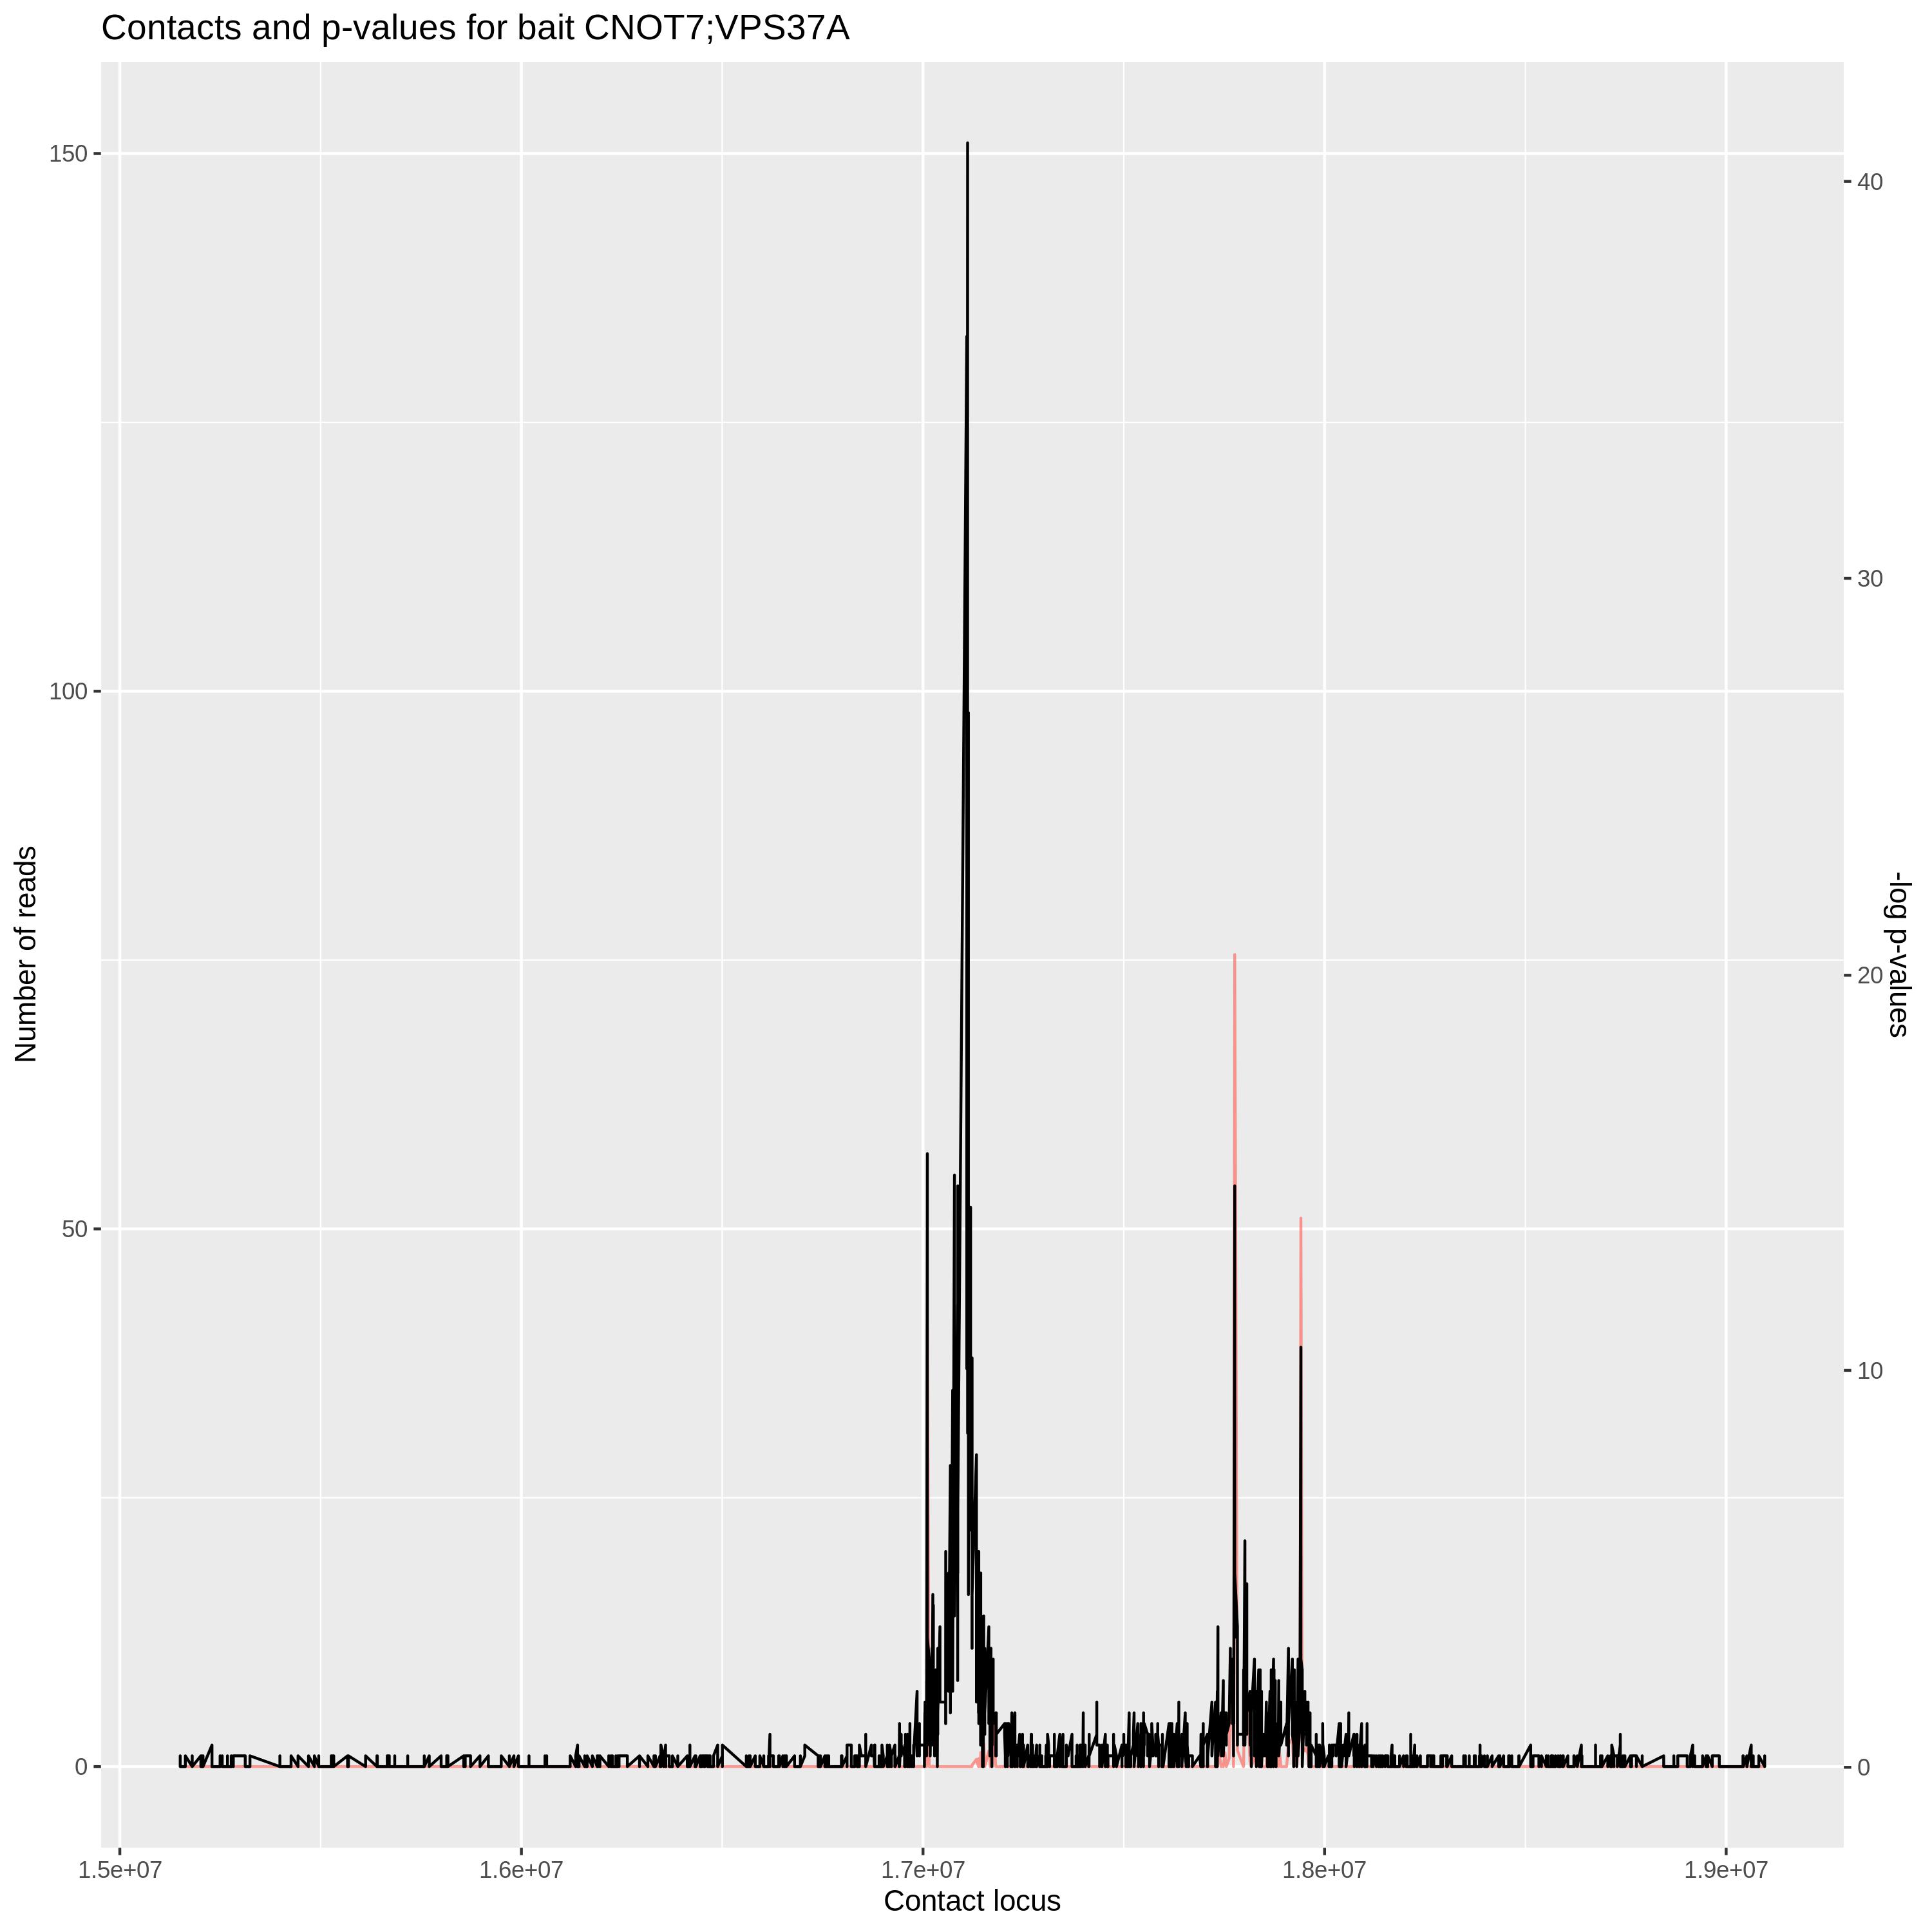 Contacts and p-values for bait CNOT7;VPS37A
150
100
50
0
40
30
20
10
0
Number of reads
-log p-values
1.5e+07
1.6e+07
1.7e+07
1.8e+07
1.9e+07
Contact locus